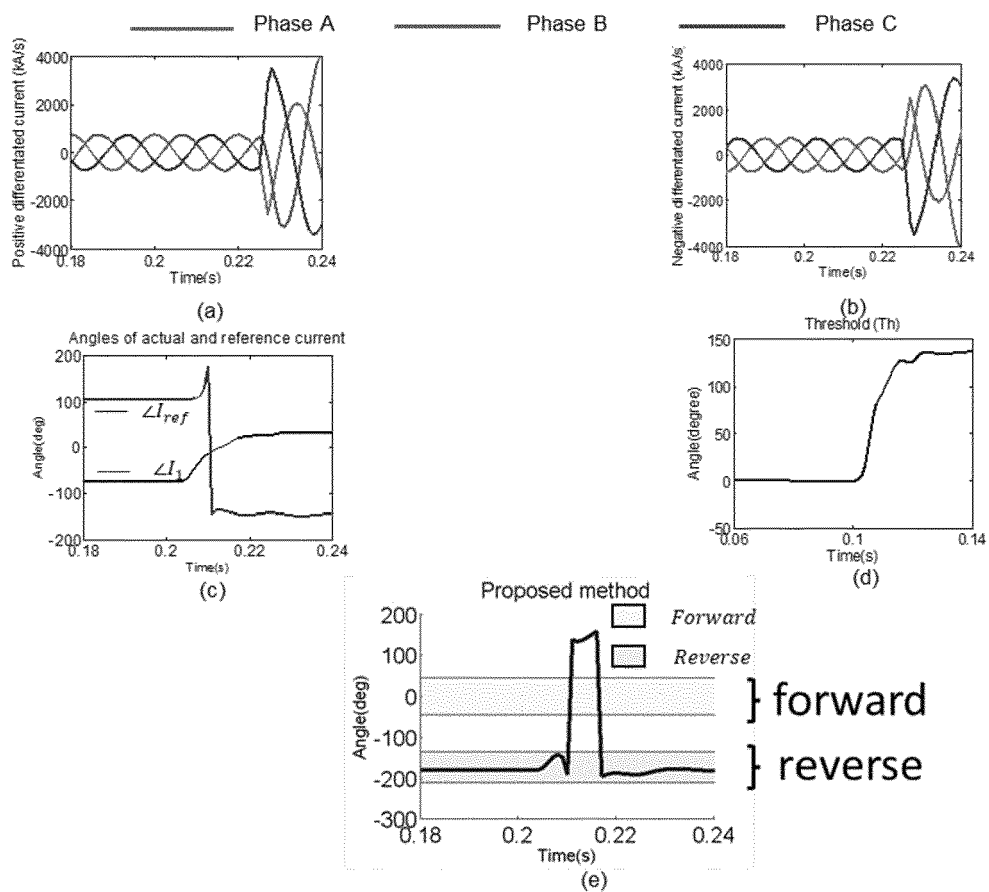 Phase A
Phase B
Phase C
Positive differentated current (kA/s)
4000
2000
0
-2000
-4000
0.18
0.2
0.22
0.24
Time(s)
(a)
Negative differentated current (kA/s)
4000
2000
0
-2000
-4000
0.18
0.2
0.22
0.24
Time(s)
(b)
Angles of actual and reference current
Angle(deg)
200
100
0
-100
-200
∠I_ref
∠I_1
0.18
0.2
0.22
0.24
Time(s)
(c)
Threshold (Th)
Angle(degree)
150
100
50
0
-50
0.06
0.1
0.14
Time(s)
(d)
Proposed method
Angle(deg)
200
100
0
-100
-200
-300
Forward
Reverse
} forward
} reverse
0.18
0.2
0.22
0.24
Time(s)
(e)